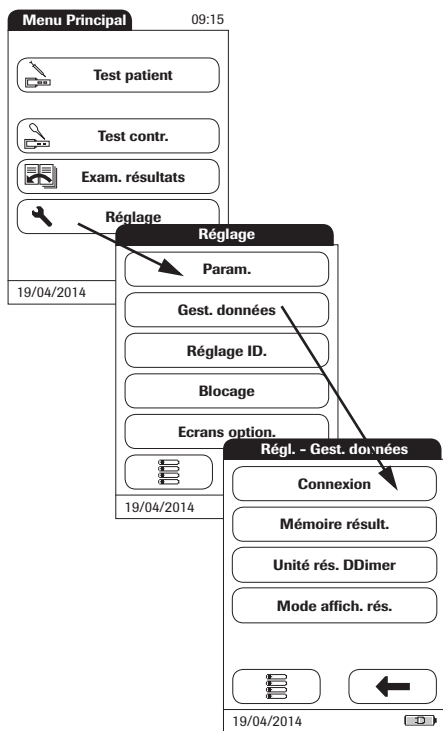 Menu Principal 09:15
Test patient
Test contr.
Exam. résultats
Réglage
19/04/2014
Réglage
Param.
Gest. données
Réglage ID.
Blocage
Ecrans option.
19/04/2014
Régl. - Gest. données
Connexion
Mémoire résult.
Unité rés. DDimer
Mode affich. rés.
19/04/2014